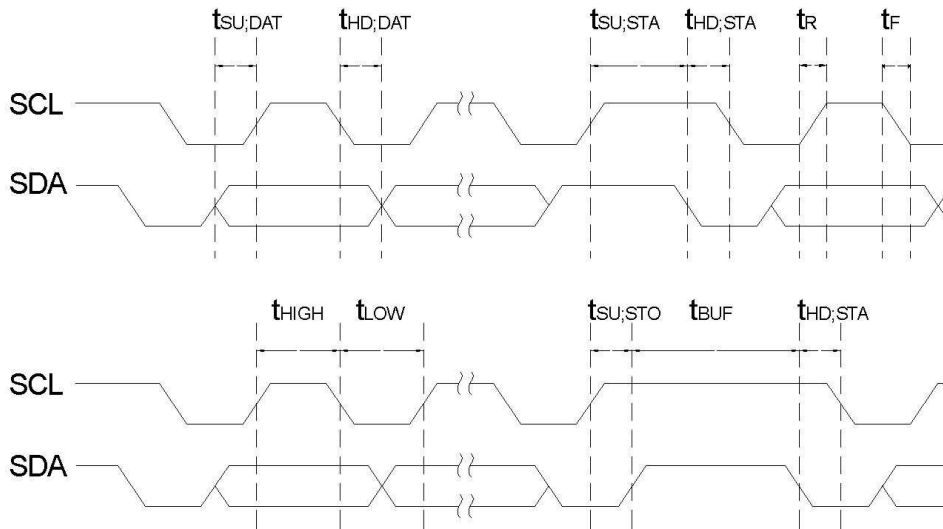 tSU;DAT tHD;DAT tSU;STA tHD;STA tR tF
SCL
SDA
tHIGH tLOW tSU;STO tBUF tHD;STA
SCL
SDA